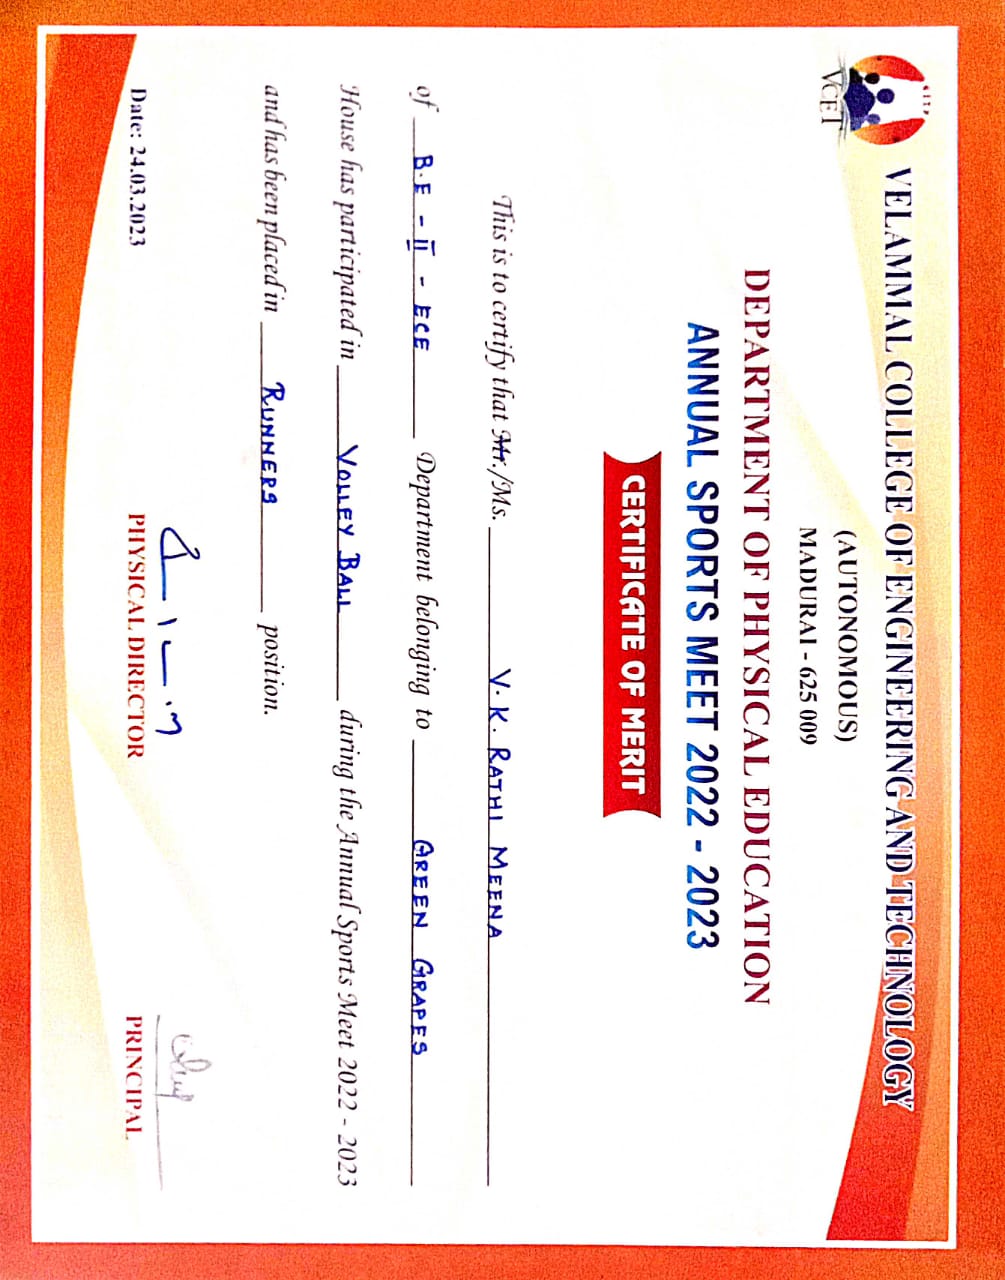 VELAMMAL COLLEGE OF ENGINEERING AND TECHNOLOGY
VCET
(AUTONOMOUS)
MADURAI - 625 009
DEPARTMENT OF PHYSICAL EDUCATION
ANNUAL SPORTS MEET 2022 - 2023
CERTIFICATE OF MERIT
This is to certify that Mr./Ms. V. K. RATHI MEENA
of B.E - II - ECE Department belonging to GREEN GRAPES
House has participated in VOLLEY BALL during the Annual Sports Meet 2022 - 2023
and has been placed in RUNNERS position.
Date: 24.03.2023 PHYSICAL DIRECTOR PRINCIPAL